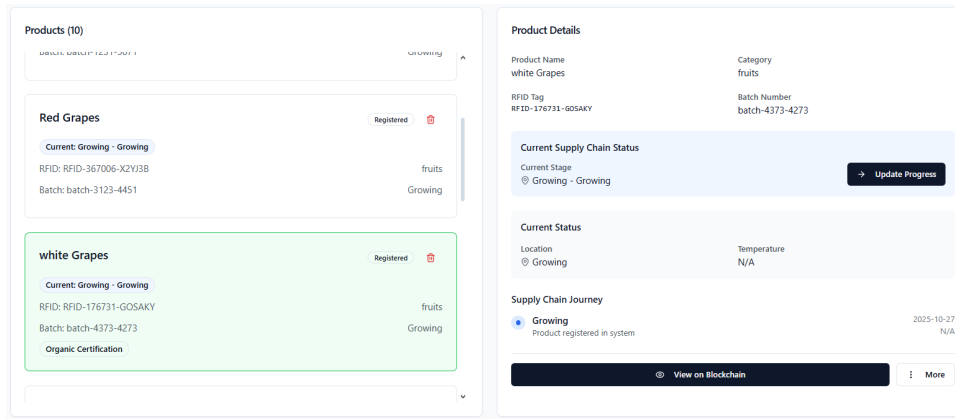 Products (10)
Growing
Red Grapes
Registered
Current: Growing - Growing
RFID: RFID-367006-X2YJ3B
fruits
Batch: batch-3123-4451
Growing
white Grapes
Registered
Current: Growing - Growing
RFID: RFID-176731-GOSAKY
fruits
Batch: batch-4373-4273
Growing
Organic Certification
Product Details
Product Name
Category
white Grapes
fruits
RFID Tag
Batch Number
RFID-176731-GOSAKY
batch-4373-4273
Current Supply Chain Status
Current Stage
Growing - Growing
Update Progress
Current Status
Location
Temperature
Growing
N/A
Supply Chain Journey
Growing
2025-10-27
Product registered in system
N/A
View on Blockchain
More